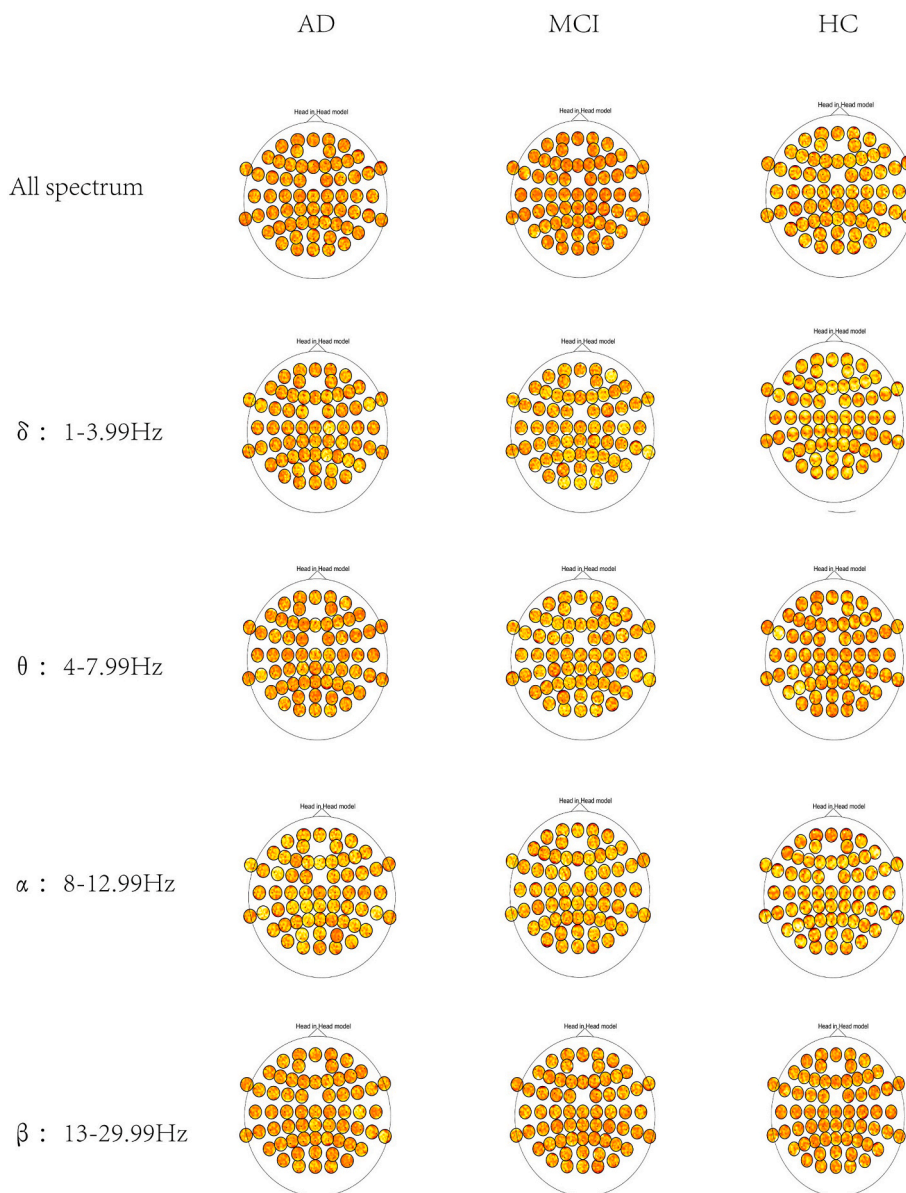 AD MCI HC
Head in Head model Head in Head model Head in Head model
All spectrum
Head in Head model Head in Head model Head in Head model
δ : 1-3.99Hz
Head in Head model Head in Head model Head in Head model
θ : 4-7.99Hz
Head in Head model Head in Head model Head in Head model
α : 8-12.99Hz
Head in Head model Head in Head model Head in Head model
β : 13-29.99Hz